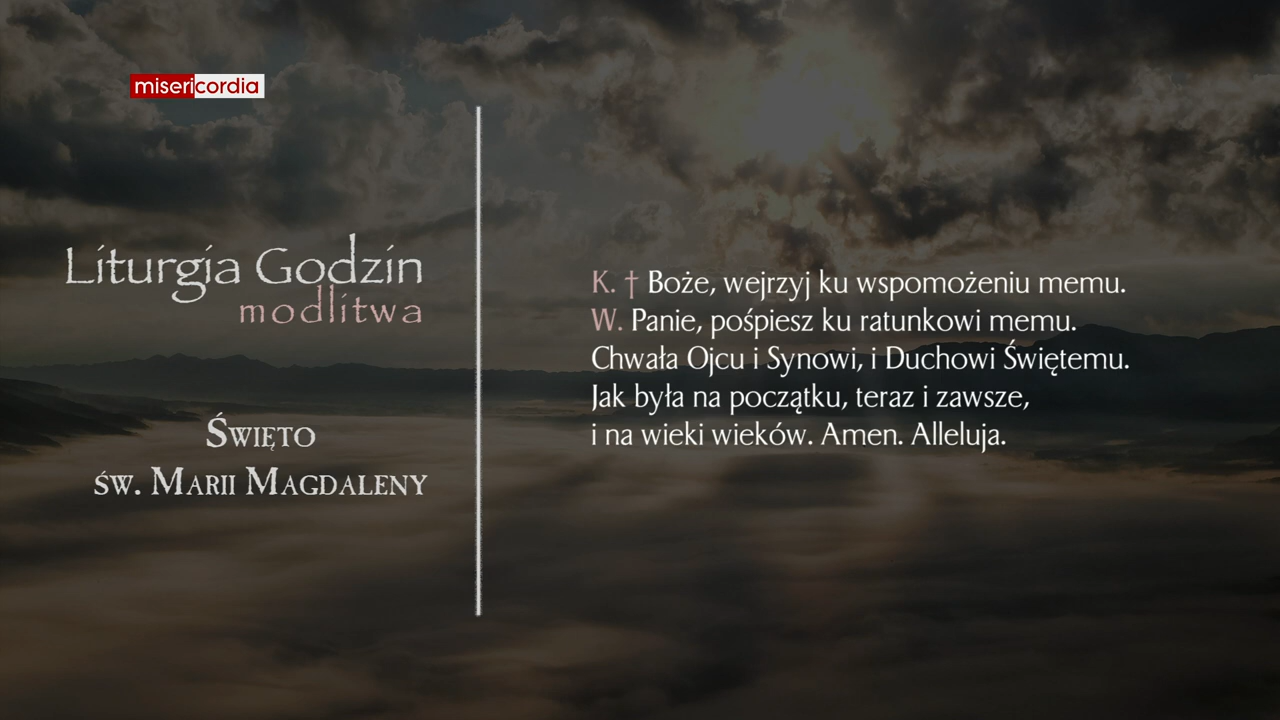 misericordia
Liturgia Godzin
modlitwa
Święto
św. Marii Magdaleny
K. † Boże, wejrzyj ku wspomożeniu memu.
W. Panie, pośpiesz ku ratunkowi memu.
Chwała Ojcu i Synowi, i Duchowi Świętemu.
Jak była na początku, teraz i zawsze,
i na wieki wieków. Amen. Alleluja.